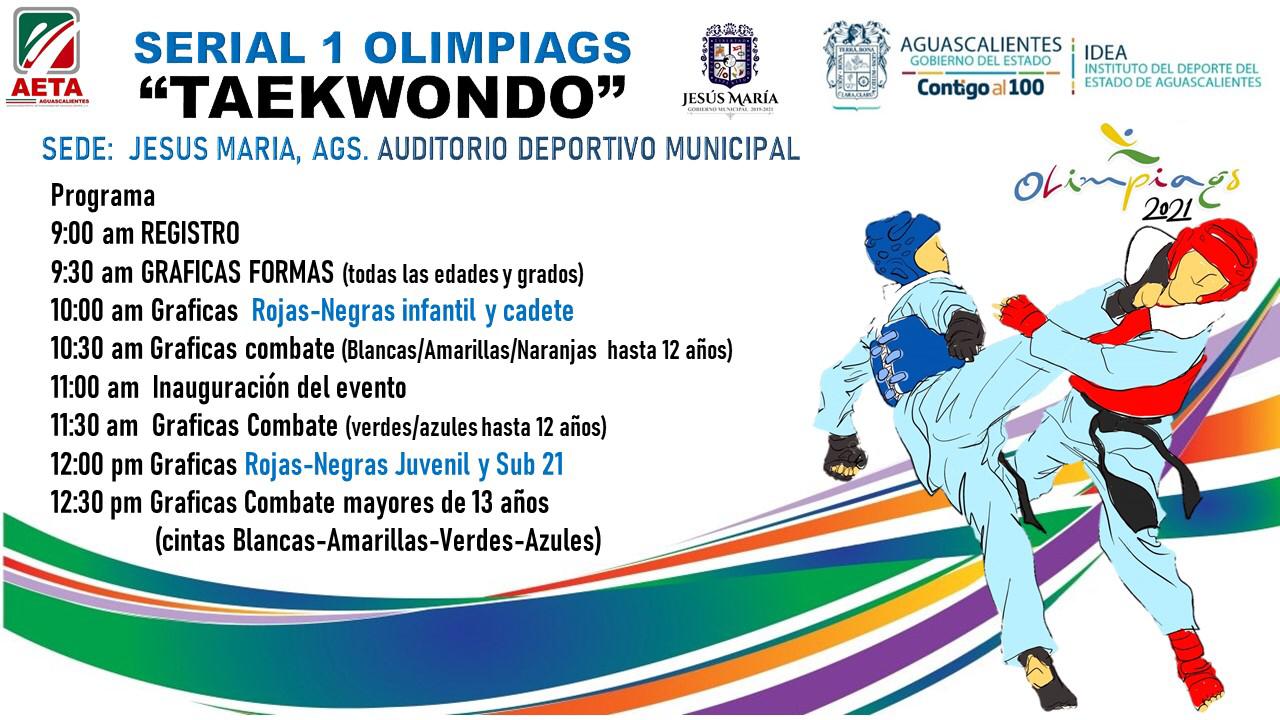 AETA
AGUASCALIENTES
SERIAL 1 OLIMPIAGS
“TAEKWONDO”
JESÚS MARÍA
GOBIERNO MUNICIPAL 2019-2021
AGUASCALIENTES
GOBIERNO DEL ESTADO
Contigo al 100
IDEA
INSTITUTO DEL DEPORTE DEL
ESTADO DE AGUASCALIENTES
SEDE: JESUS MARIA, AGS. AUDITORIO DEPORTIVO MUNICIPAL
OLimpiags
2021
Programa
9:00 am REGISTRO
9:30 am GRAFICAS FORMAS (todas las edades y grados)
10:00 am Graficas Rojas-Negras infantil y cadete
10:30 am Graficas combate (Blancas/Amarillas/Naranjas hasta 12 años)
11:00 am Inauguración del evento
11:30 am Graficas Combate (verdes/azules hasta 12 años)
12:00 pm Graficas Rojas-Negras Juvenil y Sub 21
12:30 pm Graficas Combate mayores de 13 años
(cintas Blancas-Amarillas-Verdes-Azules)